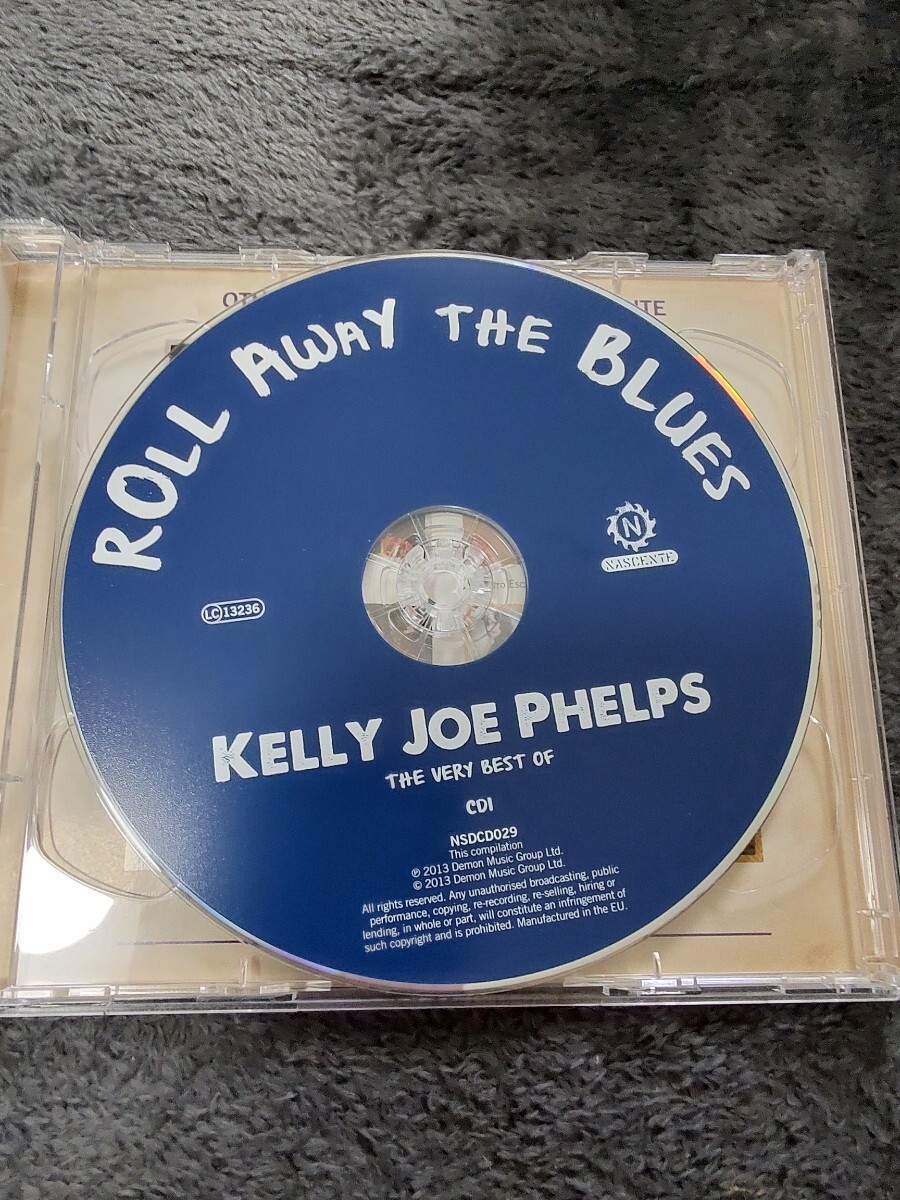 ROLL AWAY THE BLUES
N
NASCENTE
LC 13236
KELLY JOE PHELPS
THE VERY BEST OF
CD1
NSDCD029
This compilation
℗ 2013 Demon Music Group Ltd.
© 2013 Demon Music Group Ltd.
All rights reserved. Any unauthorised broadcasting, public
performance, copying, re-recording, re-selling, hiring or
lending, in whole or part, will constitute an infringement of
such copyright and is prohibited. Manufactured in the EU.